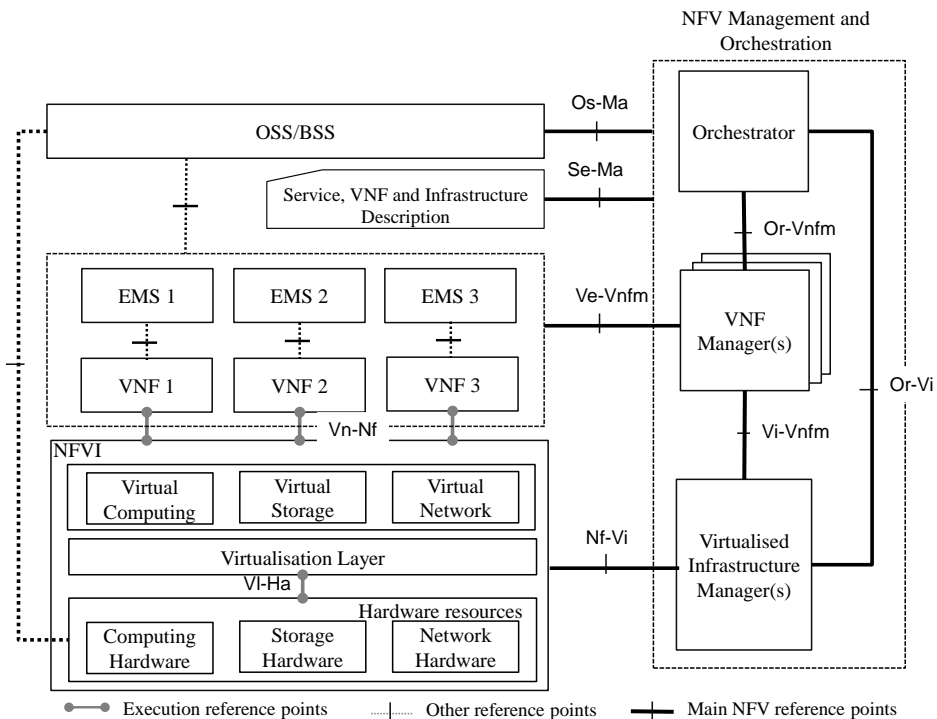 NFV Management and
Orchestration
Os-Ma
OSS/BSS
Orchestrator
Se-Ma
Service, VNF and Infrastructure
Description
Or-Vnfm
EMS 1
EMS 2
EMS 3
Ve-Vnfm
VNF
Manager(s)
VNF 1
VNF 2
VNF 3
Or-Vi
Vn-Nf
Vi-Vnfm
NFVI
Virtual
Computing
Virtual
Storage
Virtual
Network
Nf-Vi
Virtualised
Infrastructure
Manager(s)
Virtualisation Layer
Vl-Ha
Hardware resources
Computing
Hardware
Storage
Hardware
Network
Hardware
Execution reference points
Other reference points
Main NFV reference points